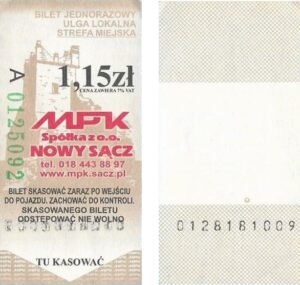 BILET JEDNORAZOWY
ULGA LOKALNA
STREFA MIEJSKA
A 0125092
1,15zł
CENA ZAWIERA 7% VAT
MPK
Spółka z o.o.
NOWY SĄCZ
tel. 018 443 88 97
www.mpk.sacz.pl
BILET SKASOWAĆ ZARAZ PO WEJŚCIU
DO POJAZDU. ZACHOWAĆ DO KONTROLI.
SKASOWANEGO BILETU
ODSTĘPOWAĆ NIE WOLNO
TU KASOWAĆ
0128181009